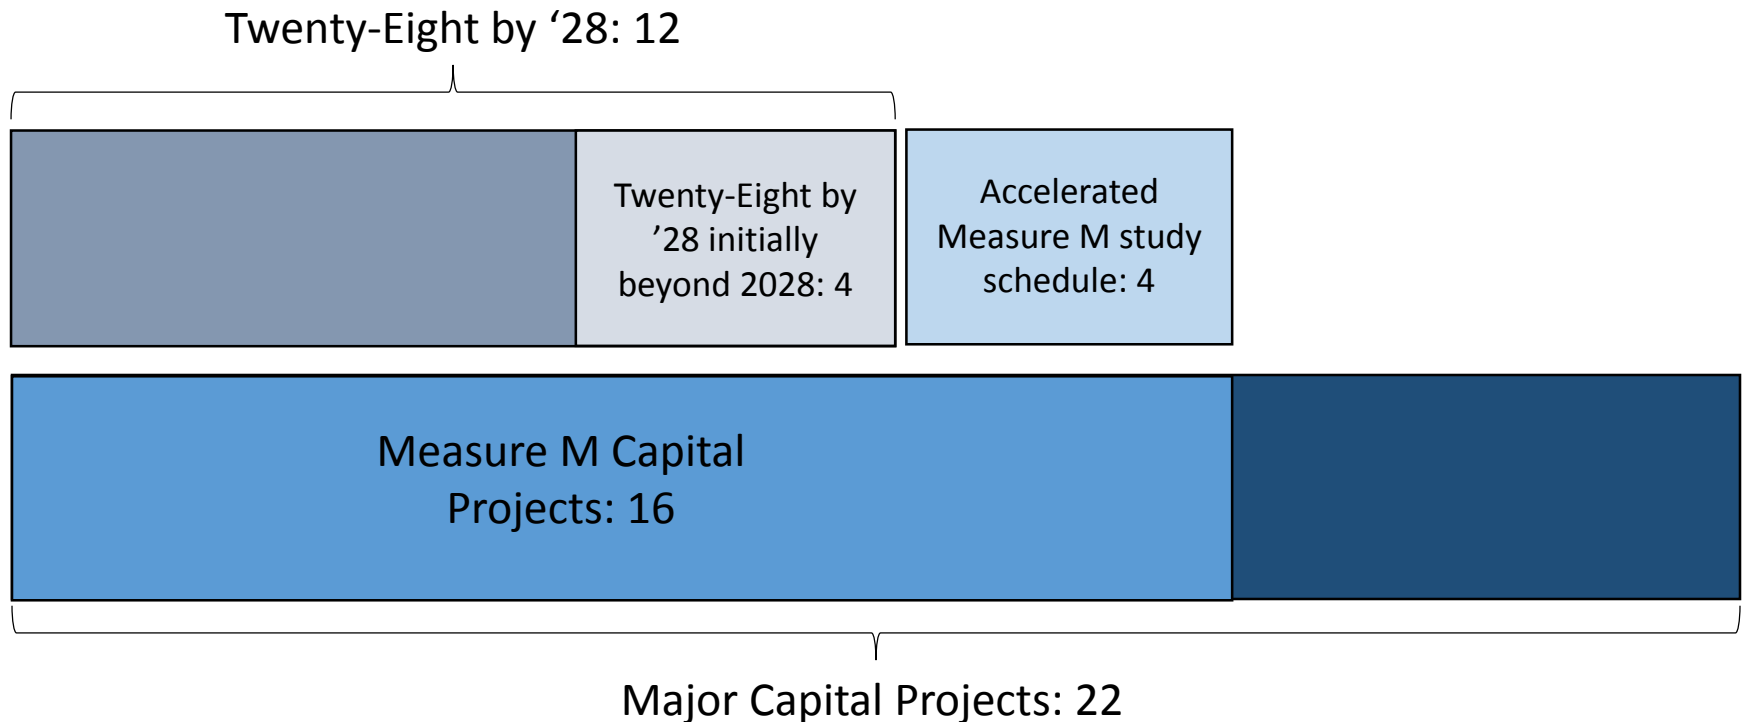 Twenty-Eight by ‘28: 12
Twenty-Eight by
’28 initially
beyond 2028: 4
Accelerated
Measure M study
schedule: 4
Measure M Capital
Projects: 16
Major Capital Projects: 22